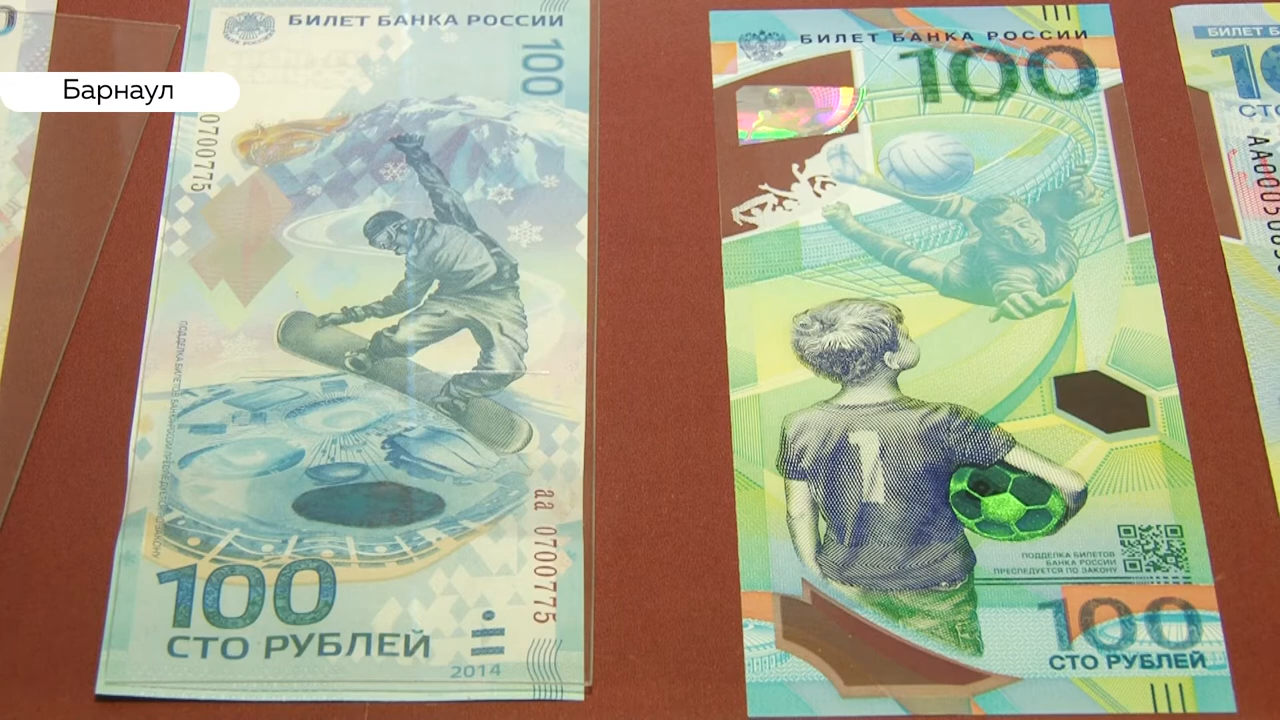 Барнаул
БИЛЕТ БАНКА РОССИИ
100
0700775
аа 0700775
100
СТО РУБЛЕЙ
2014
БИЛЕТ БАНКА РОССИИ
100
1
ПОДДЕЛКА БИЛЕТОВ
БАНКА РОССИИ
ПРЕСЛЕДУЕТСЯ ПО ЗАКОНУ
100
СТО РУБЛЕЙ